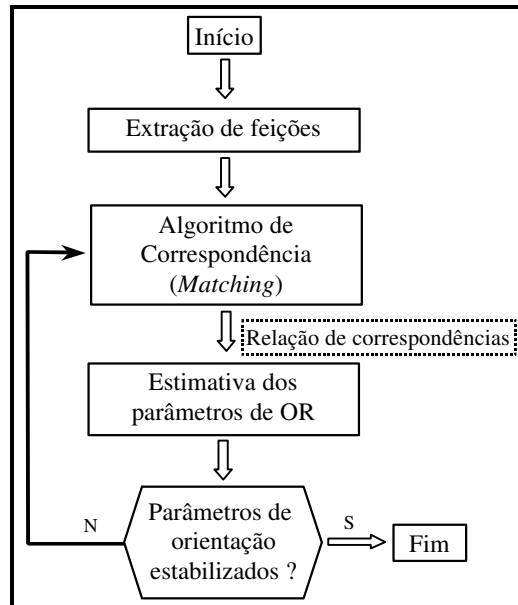 Início
Extração de feições
Algoritmo de
Correspondência
(Matching)
Relação de correspondências
Estimativa dos
parâmetros de OR
Parâmetros de
orientação
estabilizados ?
N
S
Fim